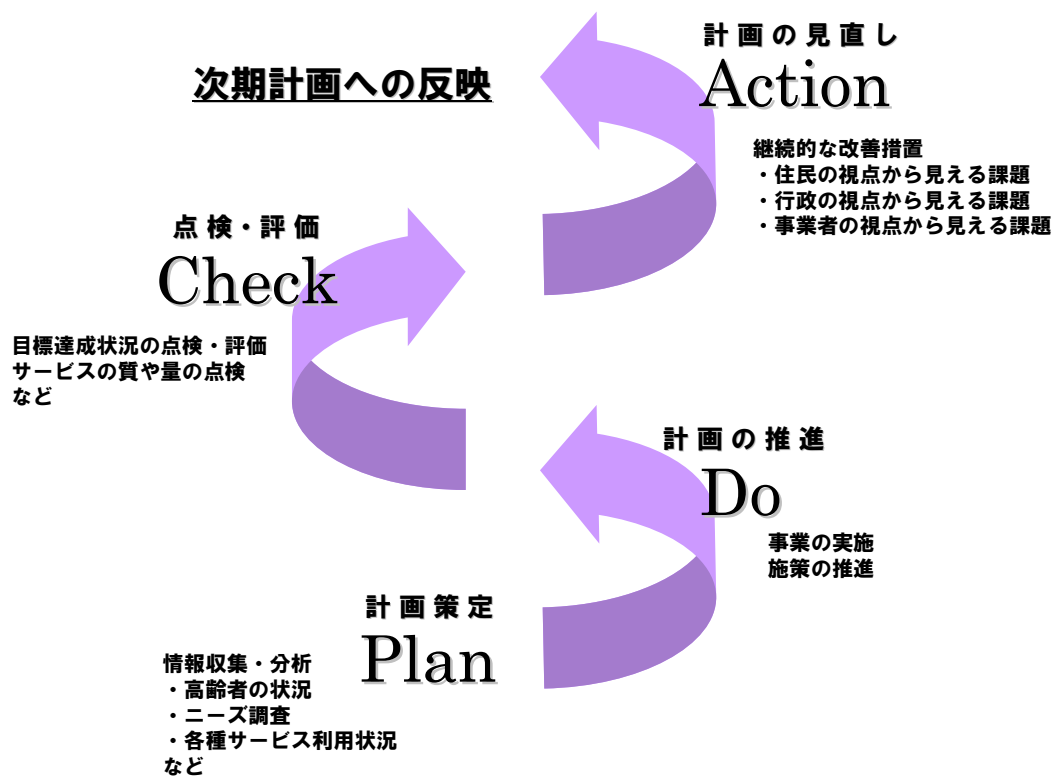 計画の見直し
Action
次期計画への反映
継続的な改善措置
・住民の視点から見える課題
・行政の視点から見える課題
・事業者の視点から見える課題
点検・評価
Check
目標達成状況の点検・評価
サービスの質や量の点検
など
計画の推進
Do
事業の実施
施策の推進
計画策定
Plan
情報収集・分析
・高齢者の状況
・ニーズ調査
・各種サービス利用状況
など